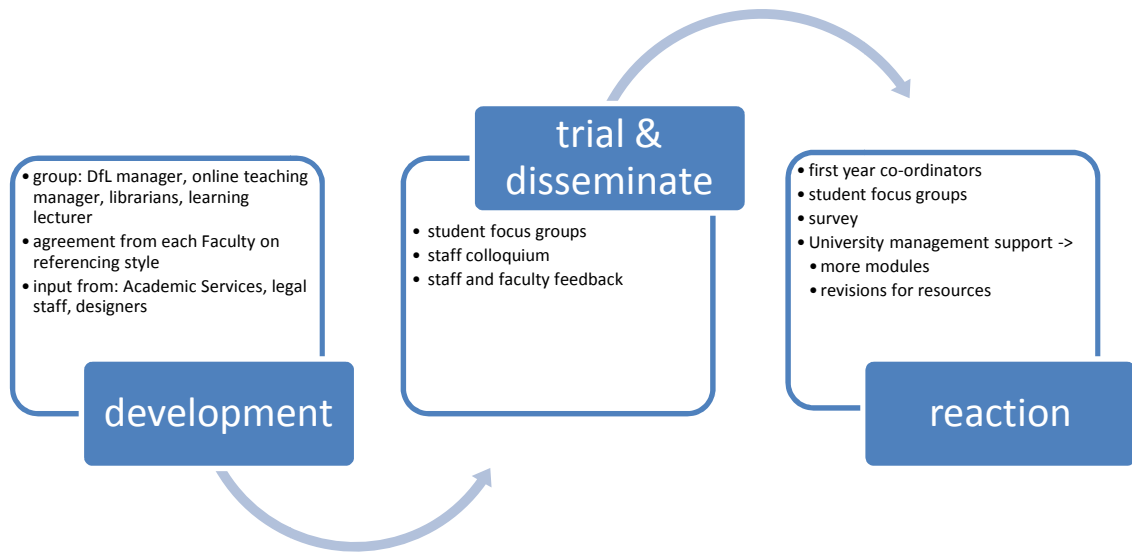 • group: DfL manager, online teaching
manager, librarians, learning
lecturer
• agreement from each Faculty on
referencing style
• input from: Academic Services, legal
staff, designers
development
trial &
disseminate
• student focus groups
• staff colloquium
• staff and faculty feedback
• first year co-ordinators
• student focus groups
• survey
• University management support ->
• more modules
• revisions for resources
reaction